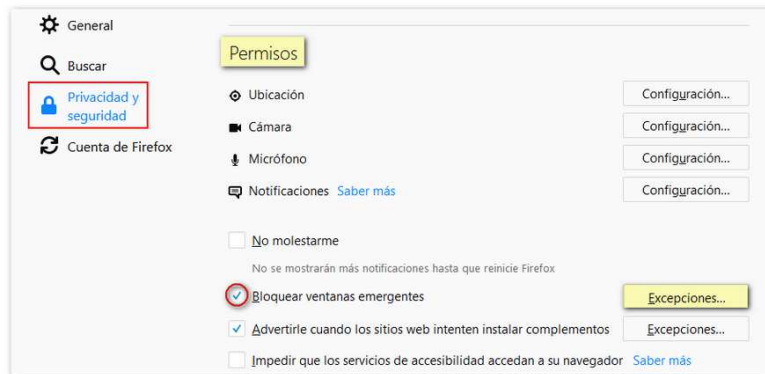 General
Buscar
Privacidad y
seguridad
Cuenta de Firefox
Permisos
Ubicación Configuración...
Cámara Configuración...
Micrófono Configuración...
Notificaciones Saber más Configuración...
No molestarme
No se mostrarán más notificaciones hasta que reinicie Firefox
Bloquear ventanas emergentes Excepciones...
Advertirle cuando los sitios web intenten instalar complementos Excepciones...
Impedir que los servicios de accesibilidad accedan a su navegador Saber más